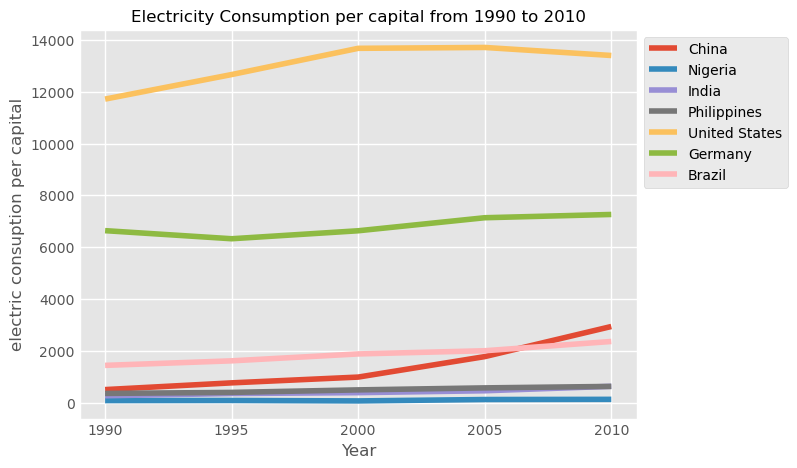 Electricity Consumption per capital from 1990 to 2010
14000
12000
10000
8000
6000
4000
2000
0
electric consuption per capital
1990 1995 2000 2005 2010
Year
China
Nigeria
India
Philippines
United States
Germany
Brazil